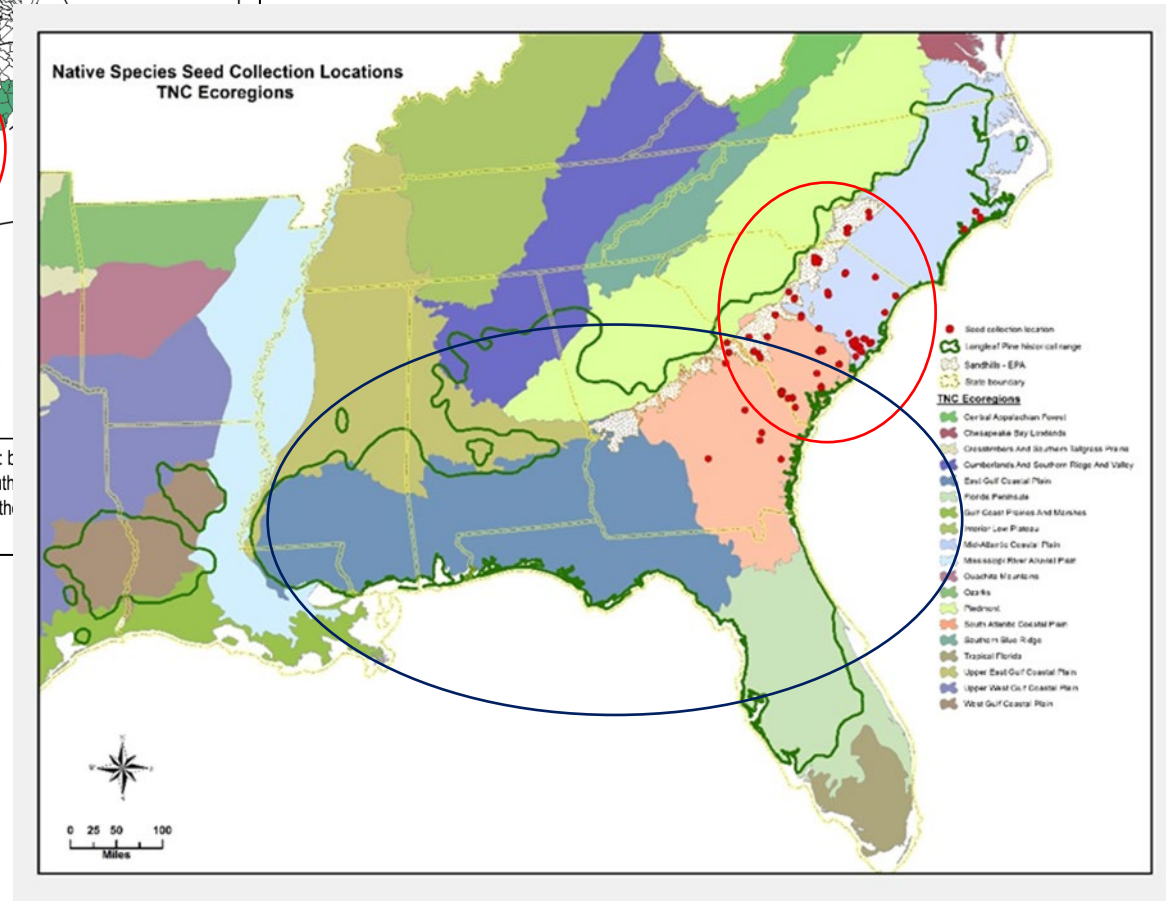 Native Species Seed Collection Locations
TNC Ecoregions
Seed collection location
Longleaf Pine historical range
Sandhills - EPA
State boundary
TNC Ecoregions
Central Appalachian Forest
Chesapeake Bay Lowlands
Crosstimbers And Southern Tallgrass Prairie
Cumberlands And Southern Ridge And Valley
East Gulf Coastal Plain
Florida Peninsula
Gulf Coast Prairies And Marshes
Interior Low Plateau
Mid-Atlantic Coastal Plain
Mississippi River Alluvial Plain
Ouachita Mountains
Ozarks
Piedmont
South Atlantic Coastal Plain
Southern Blue Ridge
Tropical Florida
Upper East Gulf Coastal Plain
Upper West Gulf Coastal Plain
West Gulf Coastal Plain
0 25 50 100
Miles